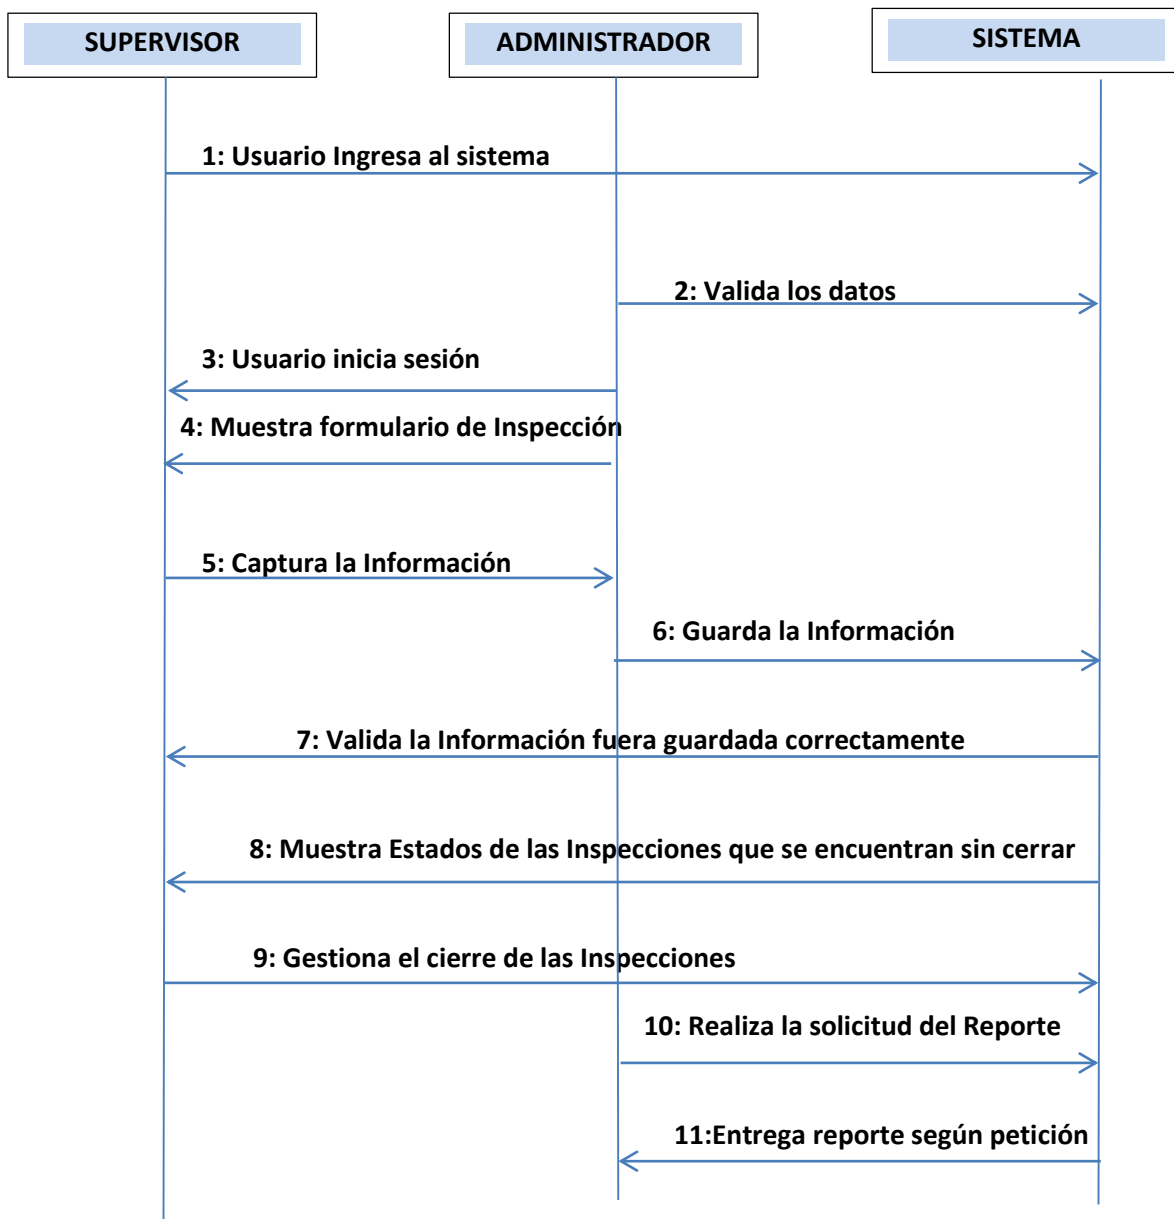 SUPERVISOR
ADMINISTRADOR
SISTEMA
1: Usuario Ingresa al sistema
2: Valida los datos
3: Usuario inicia sesión
4: Muestra formulario de Inspección
5: Captura la Información
6: Guarda la Información
7: Valida la Información fuera guardada correctamente
8: Muestra Estados de las Inspecciones que se encuentran sin cerrar
9: Gestiona el cierre de las Inspecciones
10: Realiza la solicitud del Reporte
11:Entrega reporte según petición